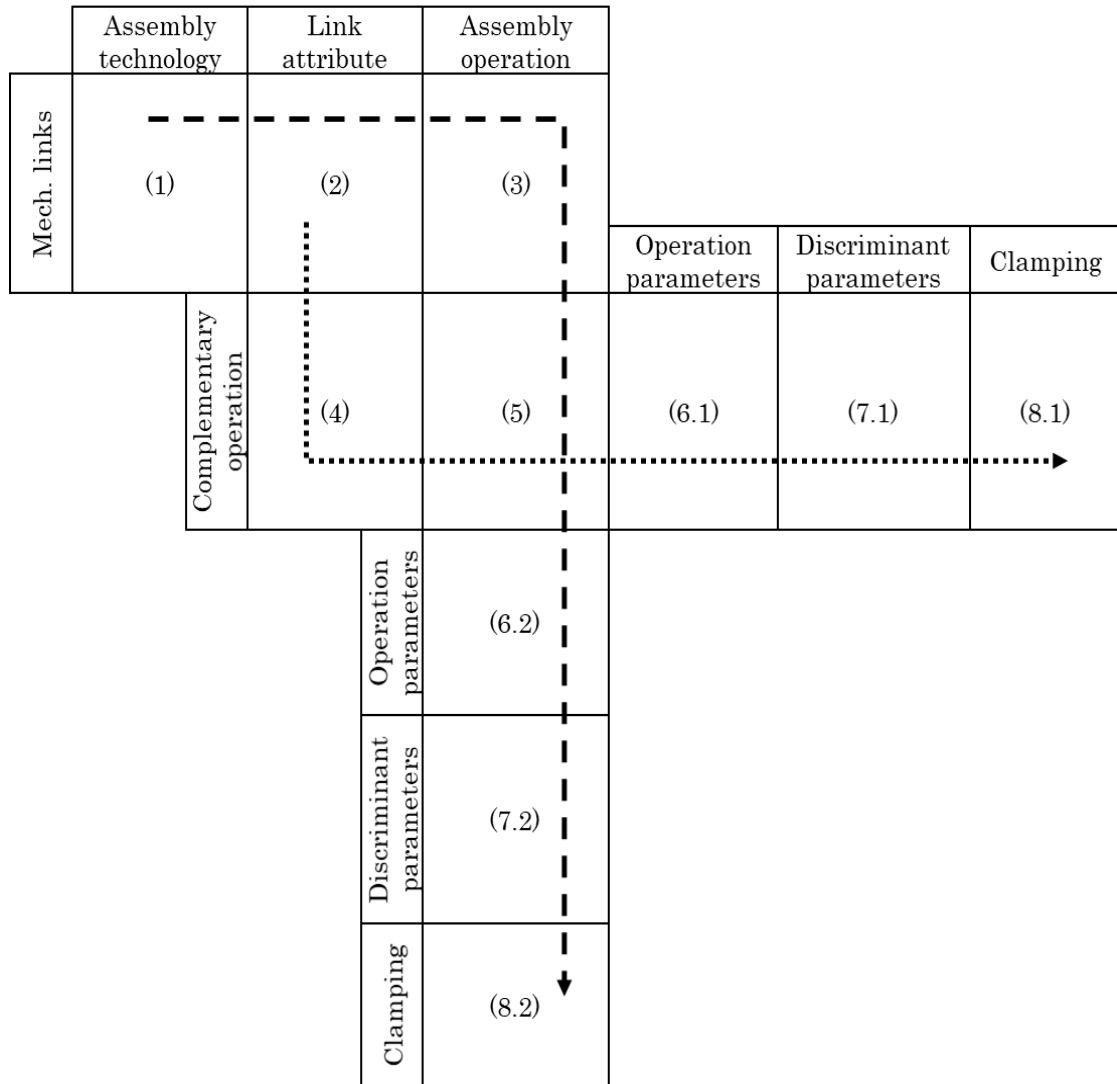 Assembly
technology
Link
attribute
Assembly
operation
Mech. links
(1)
(2)
(3)
Operation
parameters
Discriminant
parameters
Clamping
Complementary
operation
(4)
(5)
(6.1)
(7.1)
(8.1)
Operation
parameters
(6.2)
Discriminant
parameters
(7.2)
Clamping
(8.2)